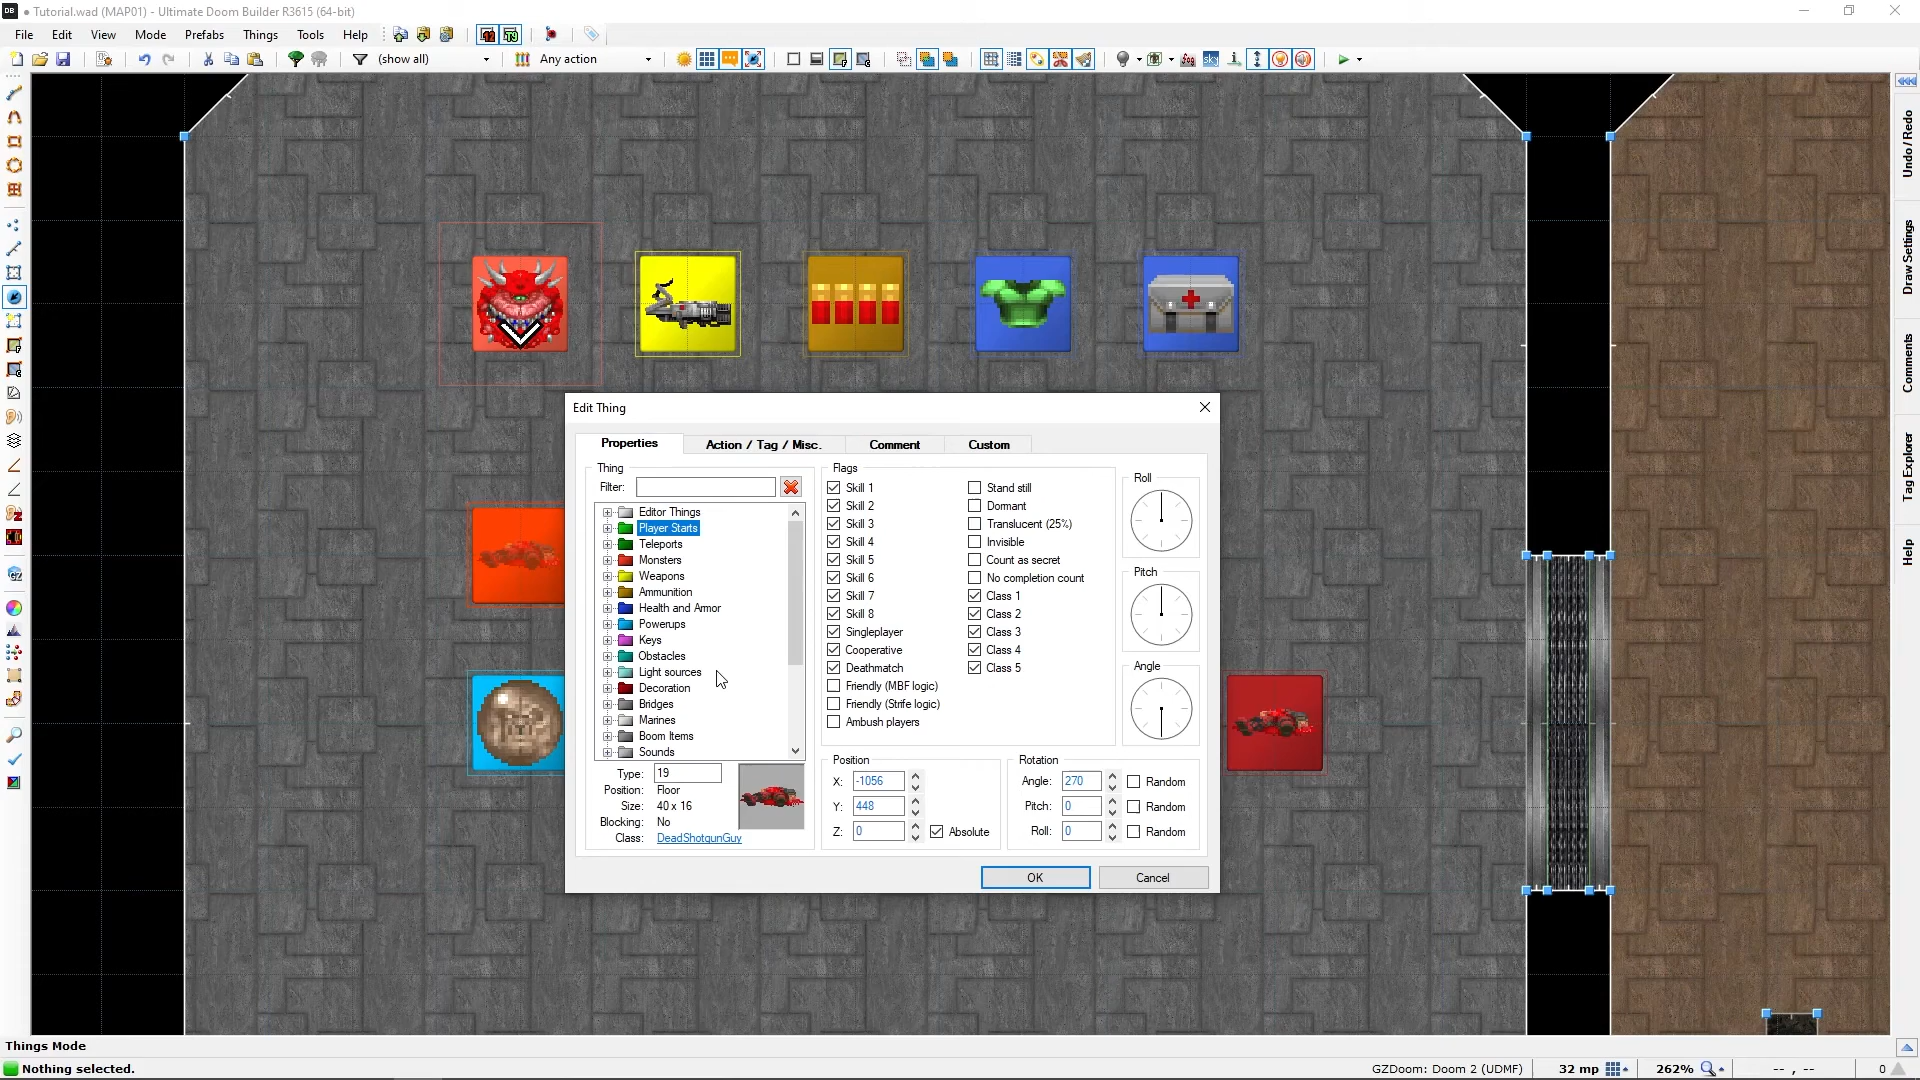 Tutorial.wad (MAP01) - Ultimate Doom Builder R3615 (64-bit)
File Edit View Mode Prefabs Things Tools Help
(show all) Any action
Undo / Redo
Draw Settings
Comments
Tag Explorer
Help
Edit Thing
Properties Action / Tag / Misc. Comment Custom
Thing
Filter:
Editor Things
Player Starts
Teleports
Monsters
Weapons
Ammunition
Health and Armor
Powerups
Keys
Obstacles
Light sources
Decoration
Bridges
Marines
Boom Items
Sounds
Type: 19
Position: Floor
Size: 40 x 16
Blocking: No
Class: DeadShotgunGuy
Flags
Skill 1
Skill 2
Skill 3
Skill 4
Skill 5
Skill 6
Skill 7
Skill 8
Singleplayer
Cooperative
Deathmatch
Friendly (MBF logic)
Friendly (Strife logic)
Ambush players
Stand still
Dormant
Translucent (25%)
Invisible
Count as secret
No completion count
Class 1
Class 2
Class 3
Class 4
Class 5
Roll
Pitch
Angle
Position
X: -1056
Y: 448
Z: 0 Absolute
Rotation
Angle: 270 Random
Pitch: 0 Random
Roll: 0 Random
OK Cancel
Things Mode
Nothing selected.
GZDoom: Doom 2 (UDMF) 32 mp 262% -- , -- 0